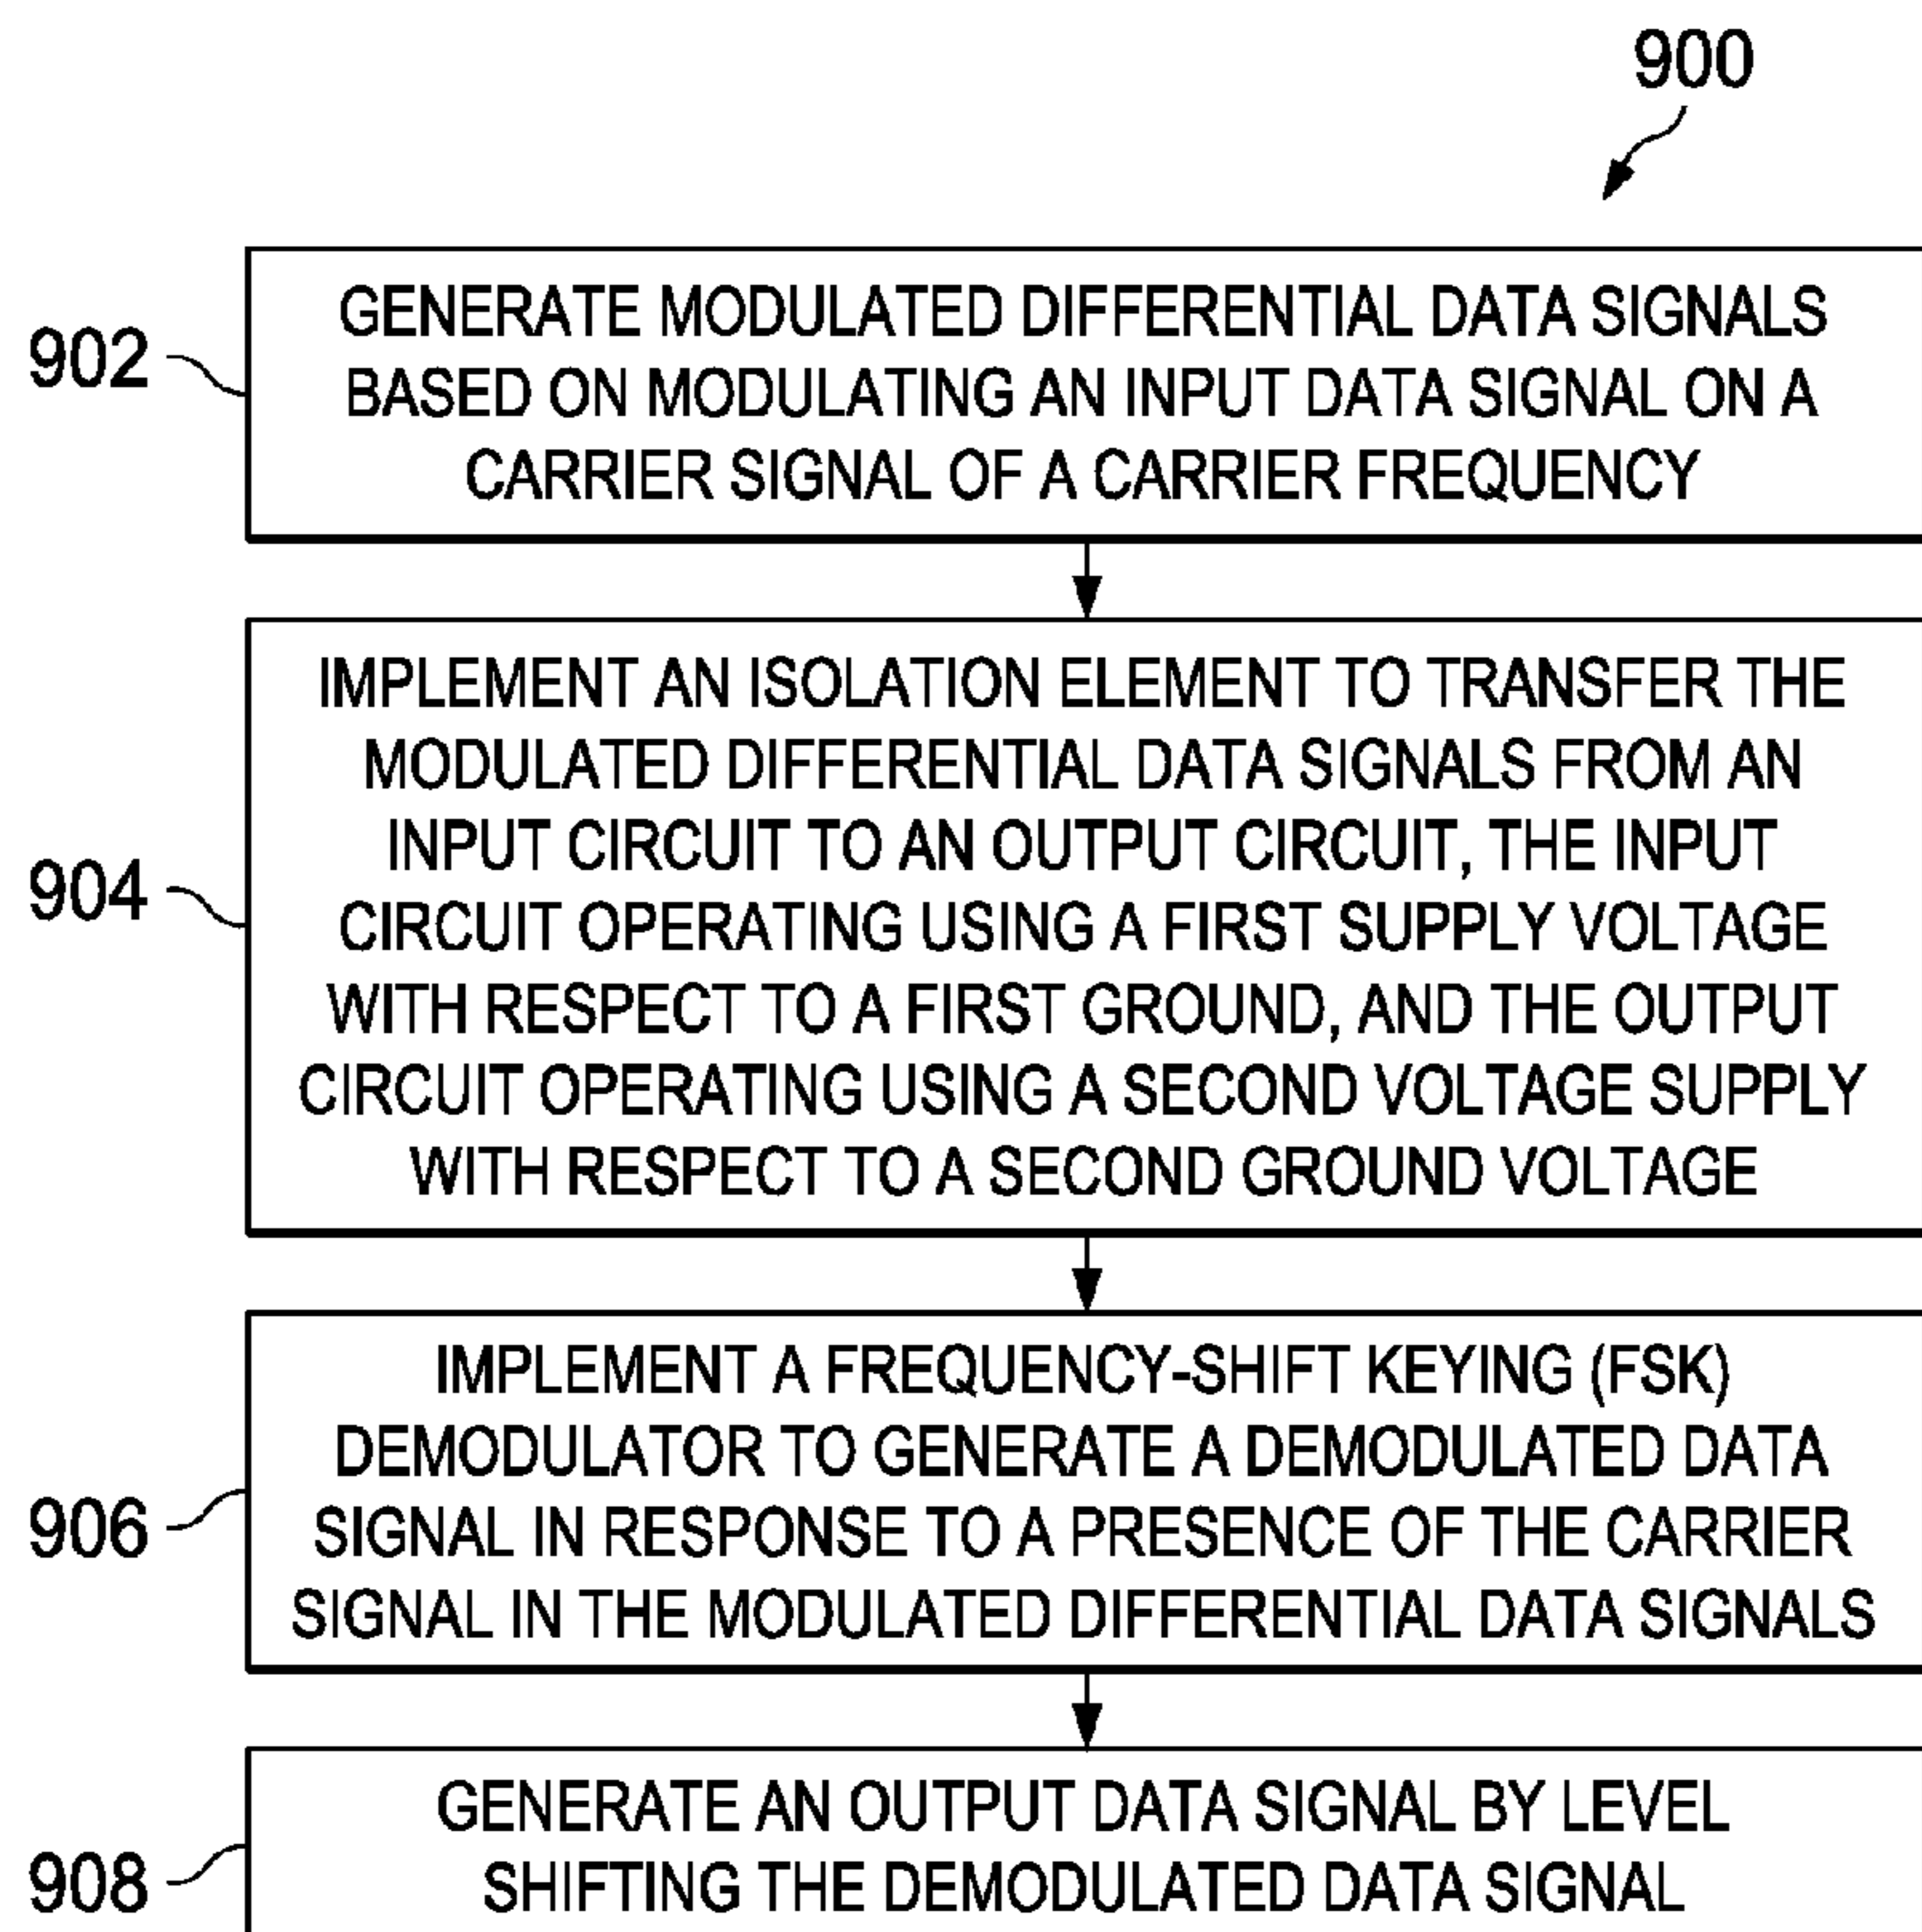 900
902
GENERATE MODULATED DIFFERENTIAL DATA SIGNALS
BASED ON MODULATING AN INPUT DATA SIGNAL ON A
CARRIER SIGNAL OF A CARRIER FREQUENCY
904
IMPLEMENT AN ISOLATION ELEMENT TO TRANSFER THE
MODULATED DIFFERENTIAL DATA SIGNALS FROM AN
INPUT CIRCUIT TO AN OUTPUT CIRCUIT, THE INPUT
CIRCUIT OPERATING USING A FIRST SUPPLY VOLTAGE
WITH RESPECT TO A FIRST GROUND, AND THE OUTPUT
CIRCUIT OPERATING USING A SECOND VOLTAGE SUPPLY
WITH RESPECT TO A SECOND GROUND VOLTAGE
906
IMPLEMENT A FREQUENCY-SHIFT KEYING (FSK)
DEMODULATOR TO GENERATE A DEMODULATED DATA
SIGNAL IN RESPONSE TO A PRESENCE OF THE CARRIER
SIGNAL IN THE MODULATED DIFFERENTIAL DATA SIGNALS
908
GENERATE AN OUTPUT DATA SIGNAL BY LEVEL
SHIFTING THE DEMODULATED DATA SIGNAL